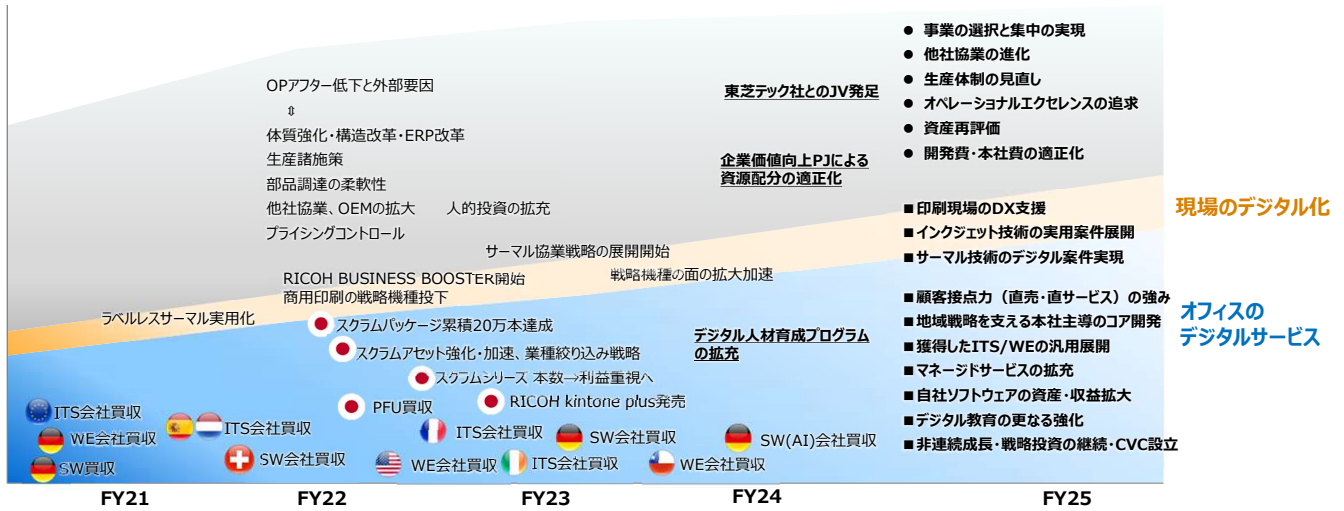 OPアフター低下と外部要因
⇕
体質強化・構造改革・ERP改革
生産諸施策
部品調達の柔軟性
他社協業、OEMの拡大
人的投資の拡充
プライシングコントロール
サーマル協業戦略の展開開始
RICOH BUSINESS BOOSTER開始
商用印刷の戦略機種投下
戦略機種の面の拡大加速
ラベルレスサーマル実用化
東芝テック社とのJV発足
企業価値向上PJによる
資源配分の適正化
● 事業の選択と集中の実現
● 他社協業の進化
● 生産体制の見直し
● オペレーショナルエクセレンスの追求
● 資産再評価
● 開発費・本社費の適正化
■印刷現場のDX支援
■インクジェット技術の実用案件展開
■サーマル技術のデジタル案件実現
現場のデジタル化
スクラムパッケージ累積20万本達成
スクラムアセット強化・加速、業種絞り込み戦略
スクラムシリーズ 本数→利益重視へ
PFU買収
RICOH kintone plus発売
デジタル人材育成プログラム
の拡充
ITS会社買収
WE会社買収
SW買収
ITS会社買収
SW会社買収
ITS会社買収
WE会社買収
SW会社買収
ITS会社買収
SW(AI)会社買収
WE会社買収
■顧客接点力（直売・直サービス）の強み
■地域戦略を支える本社主導のコア開発
■獲得したITS/WEの汎用展開
■マネージドサービスの拡充
■自社ソフトウェアの資産・収益拡大
■デジタル教育の更なる強化
■非連続成長・戦略投資の継続・CVC設立
オフィスの
デジタルサービス
FY21
FY22
FY23
FY24
FY25